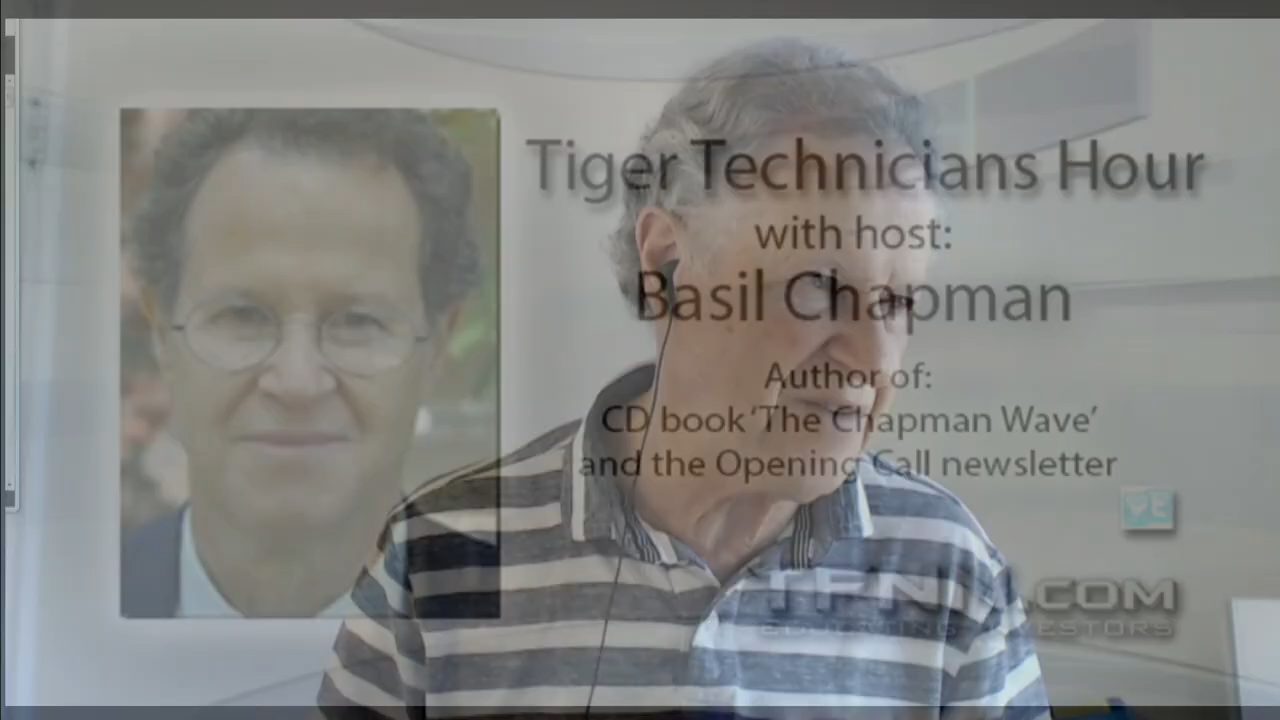 Tiger Technicians Hour
with host:
Basil Chapman
Author of:
CD book 'The Chapman Wave'
and the Opening Call newsletter
.COM